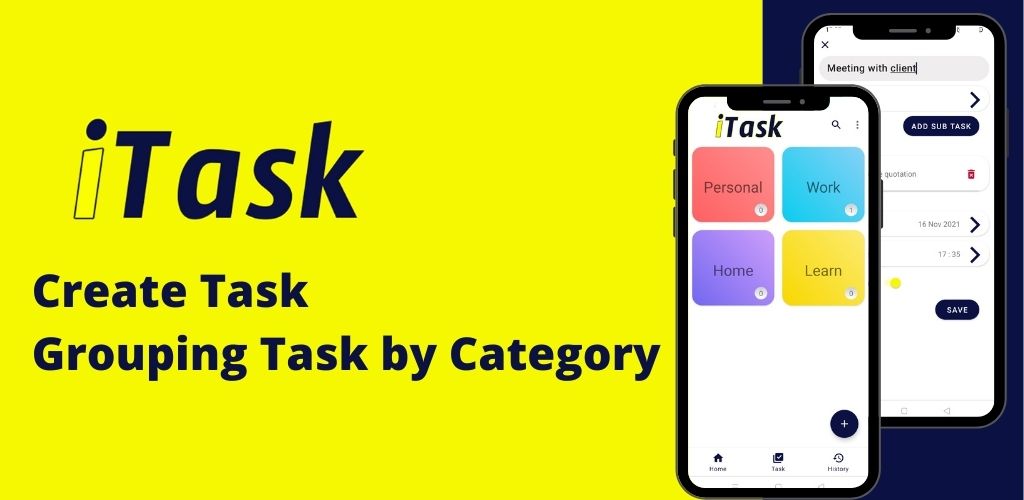 iTask
Create Task
Grouping Task by Category
iTask
Personal
0
Work
1
Home
0
Learn
0
Home
Task
History
Meeting with client
ADD SUB TASK
quotation
16 Nov 2021
17 : 35
SAVE